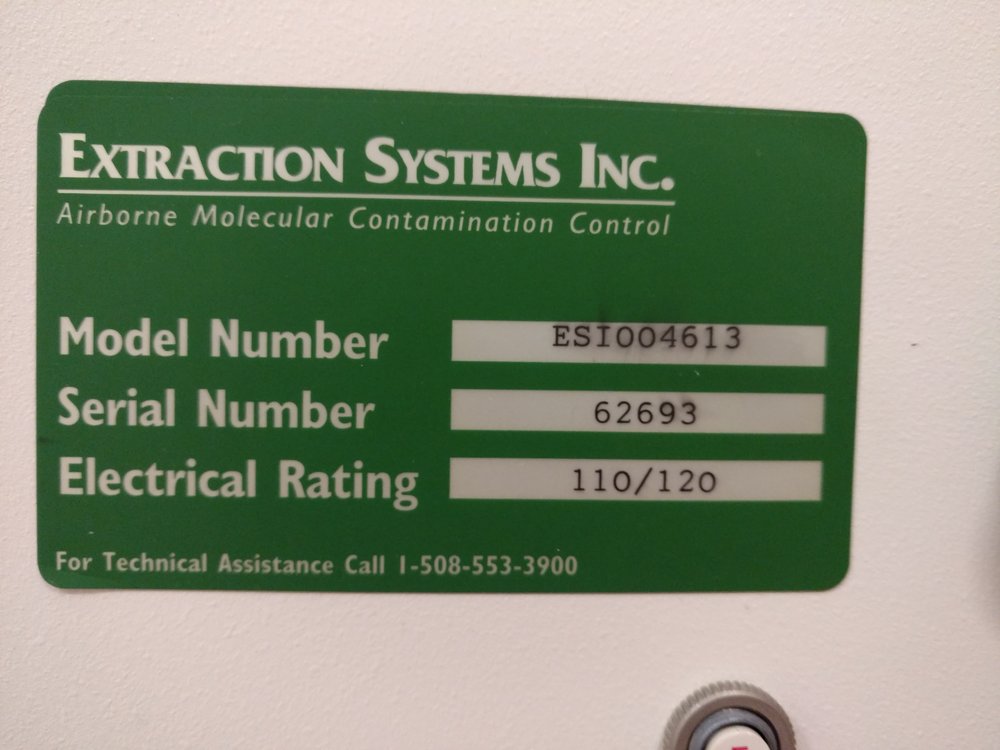 EXTRACTION SYSTEMS INC.
Airborne Molecular Contamination Control
Model Number ESI004613
Serial Number 62693
Electrical Rating 110/120
For Technical Assistance Call 1-508-553-3900